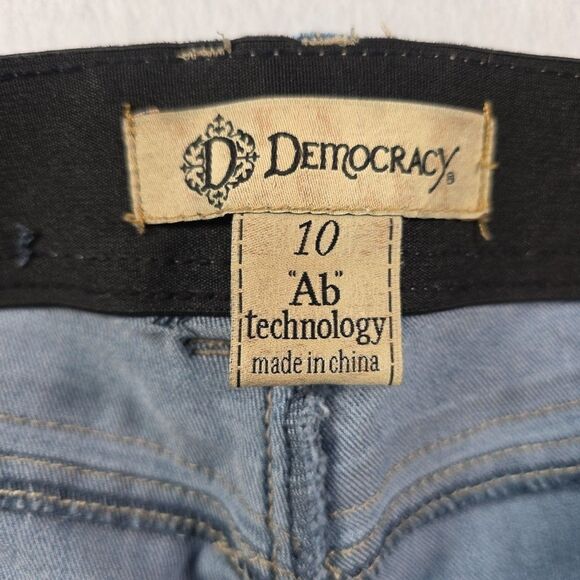 D DEMOCRACY®
10
"Ab"
technology
made in china